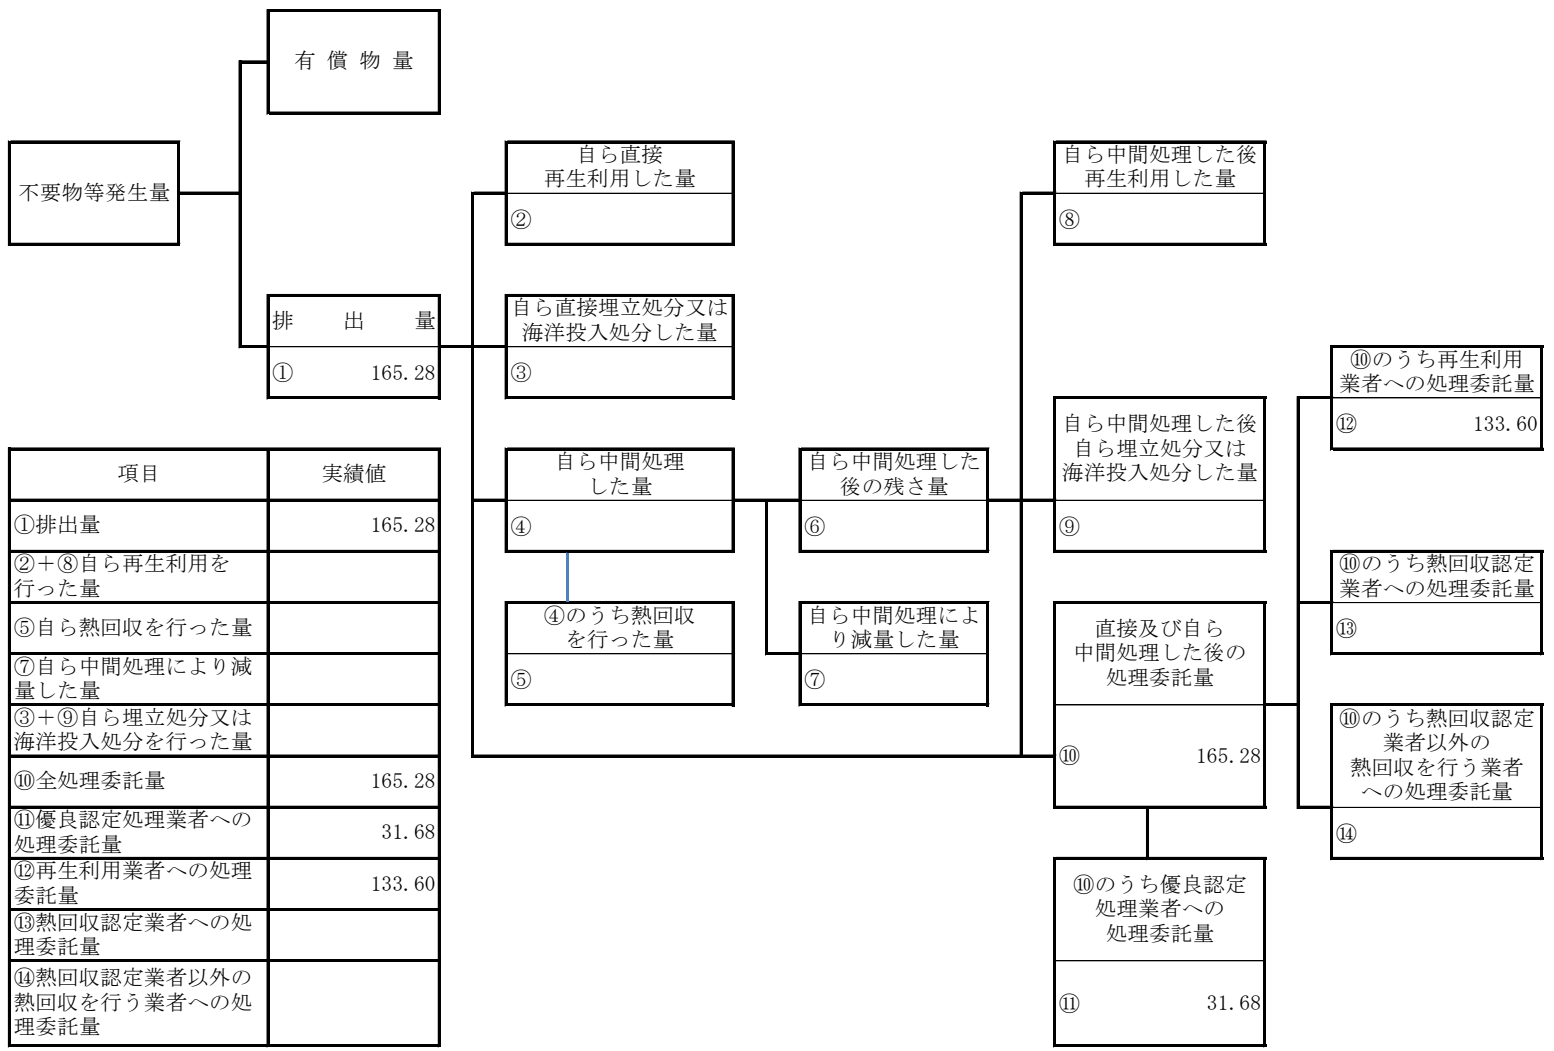 有 償 物 量
不要物等発生量
排 出 量
① 165.28
自ら直接
再生利用した量
②
自ら直接埋立処分又は
海洋投入処分した量
③
自ら中間処理
した量
④
④のうち熱回収
を行った量
⑤
自ら中間処理した
後の残さ量
⑥
自ら中間処理によ
り減量した量
⑦
自ら中間処理した後
再生利用した量
⑧
自ら中間処理した後
自ら埋立処分又は
海洋投入処分した量
⑨
直接及び自ら
中間処理した後の
処理委託量
⑩ 165.28
⑩のうち優良認定
処理業者への
処理委託量
⑪ 31.68
⑩のうち再生利用
業者への処理委託量
⑫ 133.60
⑩のうち熱回収認定
業者への処理委託量
⑬
⑩のうち熱回収認定
業者以外の
熱回収を行う業者
への処理委託量
⑭
項目 実績値
①排出量 165.28
②+⑧自ら再生利用を
行った量
⑤自ら熱回収を行った量
⑦自ら中間処理により減
量した量
③+⑨自ら埋立処分又は
海洋投入処分を行った量
⑩全処理委託量 165.28
⑪優良認定処理業者への
処理委託量 31.68
⑫再生利用業者への処理
委託量 133.60
⑬熱回収認定業者への処
理委託量
⑭熱回収認定業者以外の
熱回収を行う業者への処
理委託量